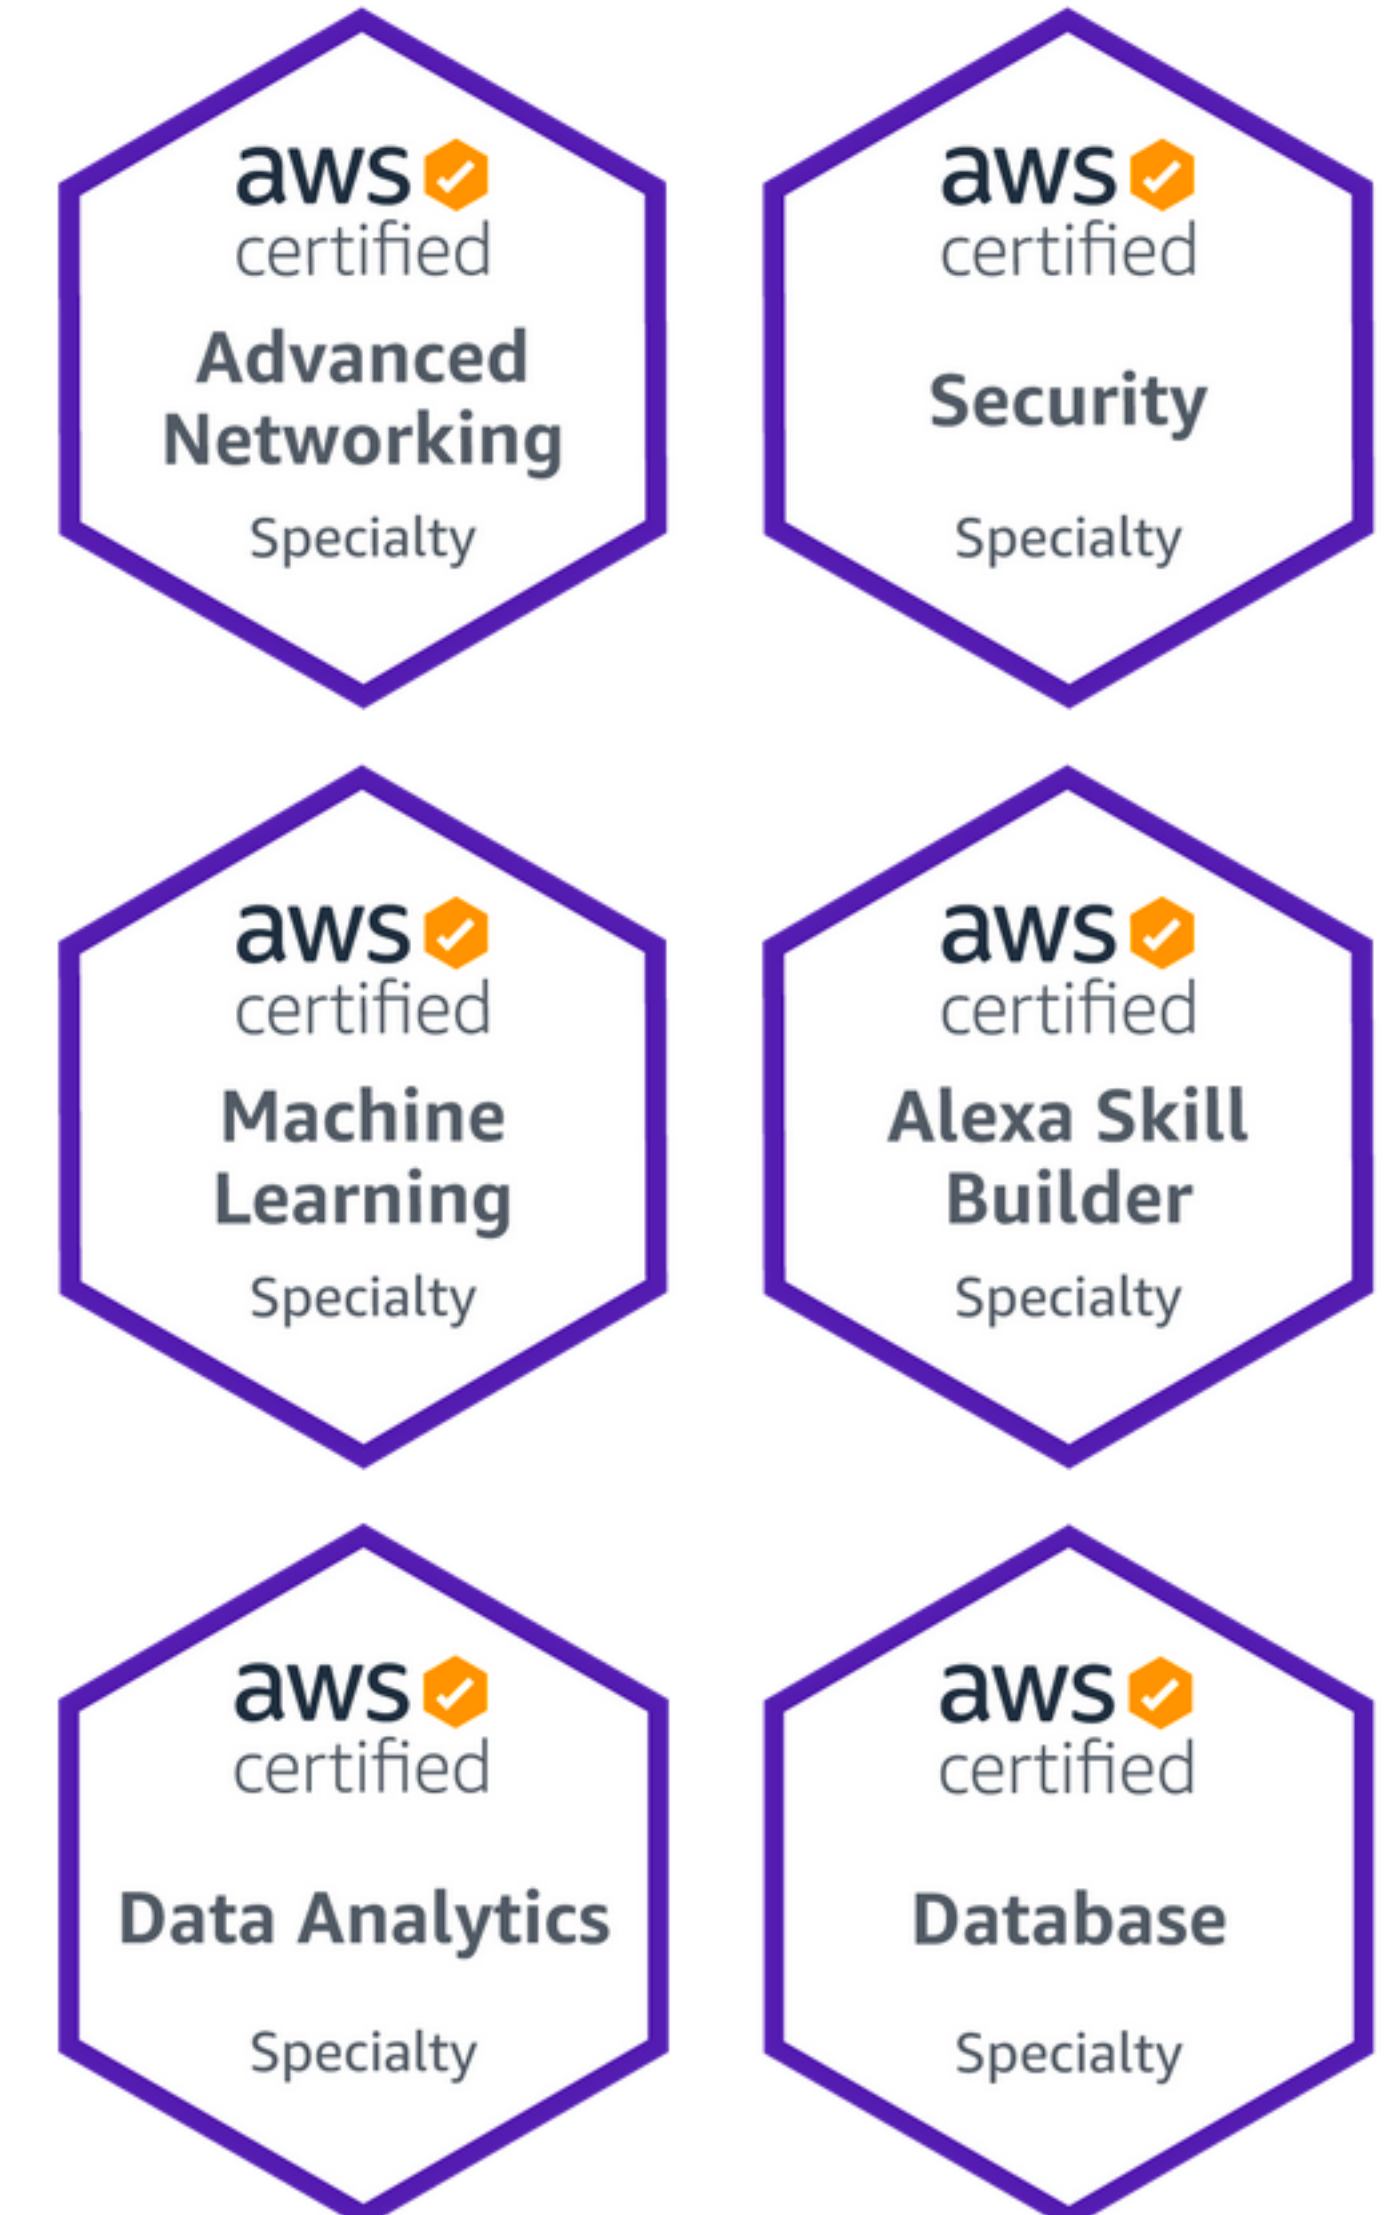 aws
certified
Advanced
Networking
Specialty
aws
certified
Security
Specialty
aws
certified
Machine
Learning
Specialty
aws
certified
Alexa Skill
Builder
Specialty
aws
certified
Data Analytics
Specialty
aws
certified
Database
Specialty